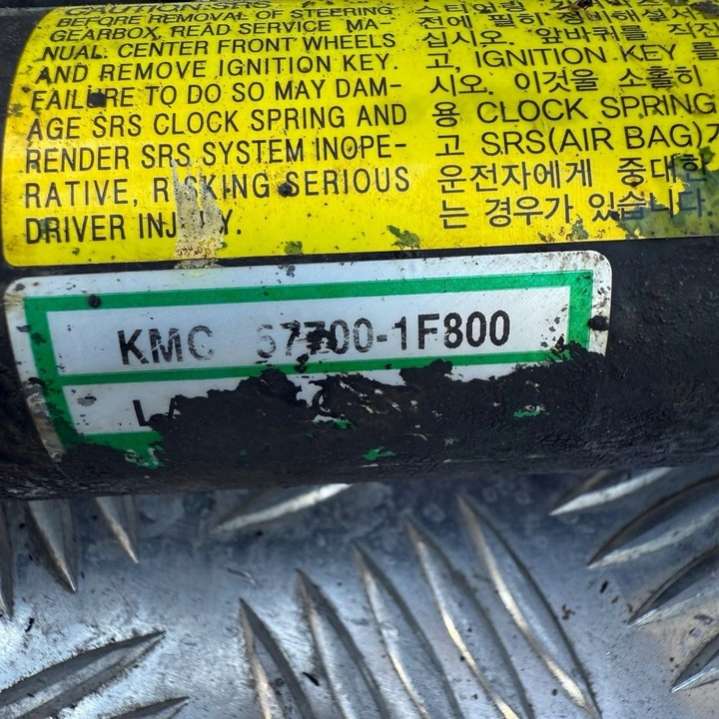 CAUTION:SRS
BEFORE REMOVAL OF STEERING
GEARBOX, READ SERVICE MA-
NUAL. CENTER FRONT WHEELS
AND REMOVE IGNITION KEY.
FAILURE TO DO SO MAY DAM-
AGE SRS CLOCK SPRING AND
RENDER SRS SYSTEM INOPE-
RATIVE, RISKING SERIOUS
DRIVER INJURY.
전에 필히 정비해설서
십시오. 앞바퀴를 직진
고, IGNITION KEY 를
시오. 이것을 소홀히
용 CLOCK SPRING
고 SRS(AIR BAG)가
운전자에게 중대한
는 경우가 있습니다.
KMC 57700-1F800